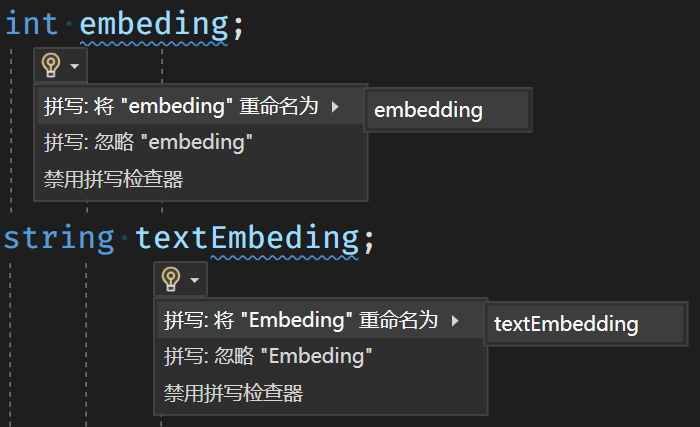 int embeding;
拼写: 将 "embeding" 重命名为
embedding
拼写: 忽略 "embeding"
禁用拼写检查器
string textEmbeding;
拼写: 将 "Embeding" 重命名为
textEmbedding
拼写: 忽略 "Embeding"
禁用拼写检查器